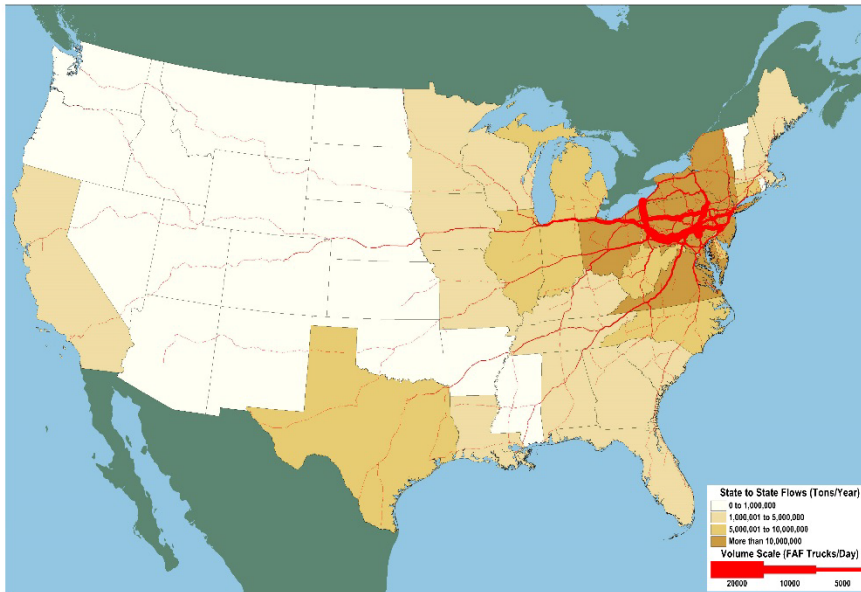 State to State Flows (Tons/Year)
0 to 1,000,000
1,000,001 to 5,000,000
5,000,001 to 10,000,000
More than 10,000,000
Volume Scale (FAF Trucks/Day)
20000 10000 5000